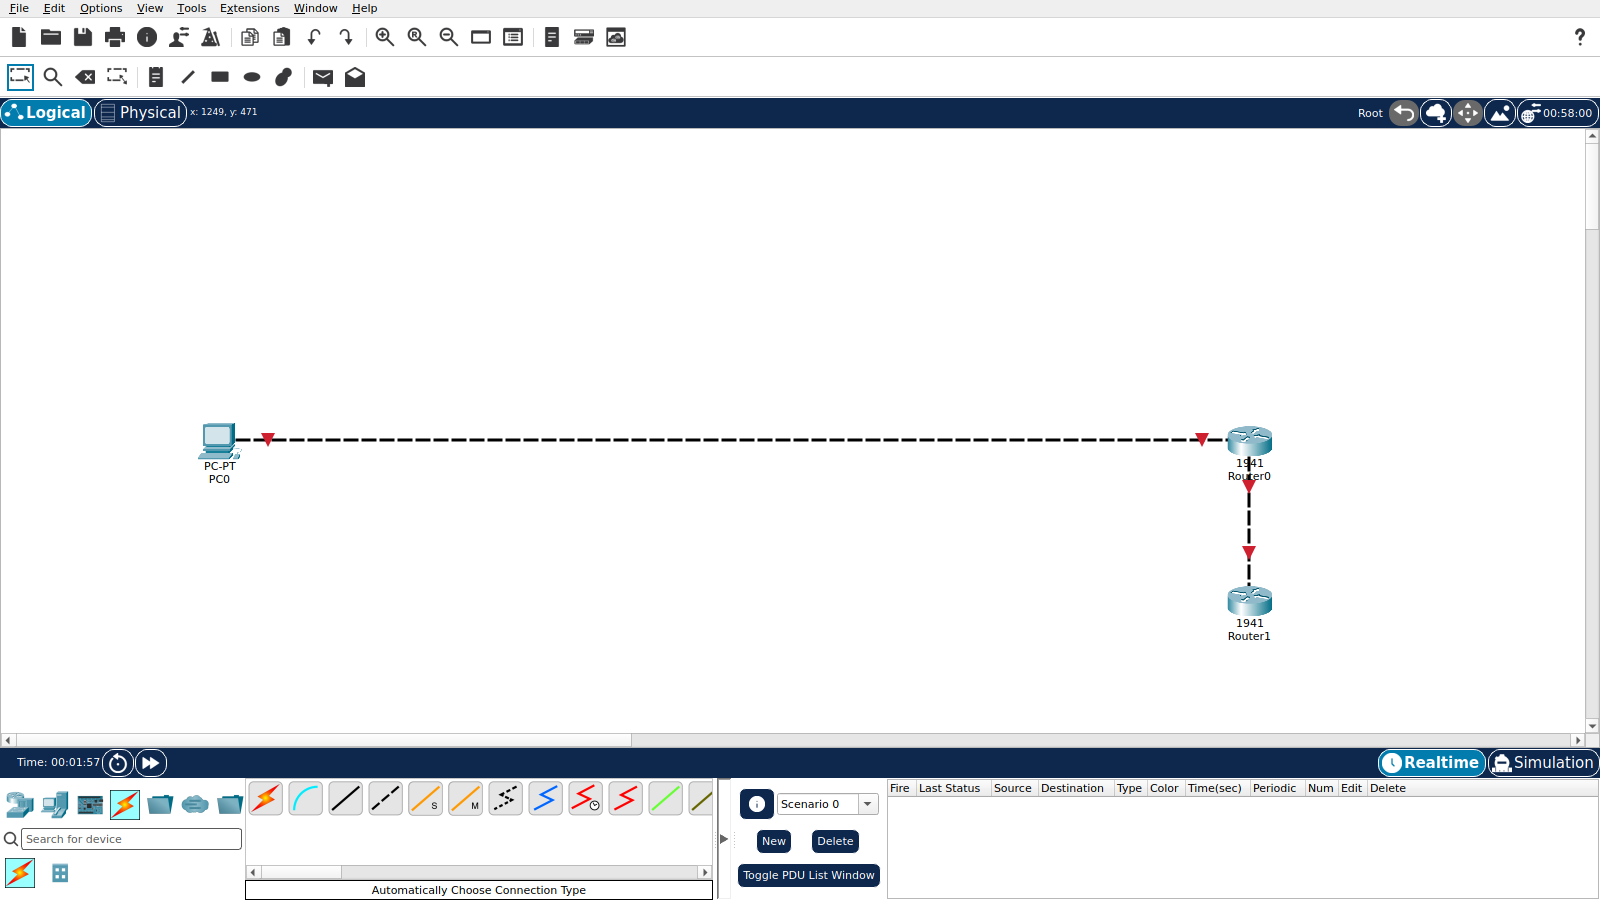 File Edit Options View Tools Extensions Window Help
?
Logical Physical x: 1249, y: 471 Root 00:58:00
PC-PT
PC0
1941
Router0
1941
Router1
Time: 00:01:57 Realtime Simulation
S M
Search for device
Automatically Choose Connection Type
Scenario 0
New Delete
Toggle PDU List Window
Fire Last Status Source Destination Type Color Time(sec) Periodic Num Edit Delete